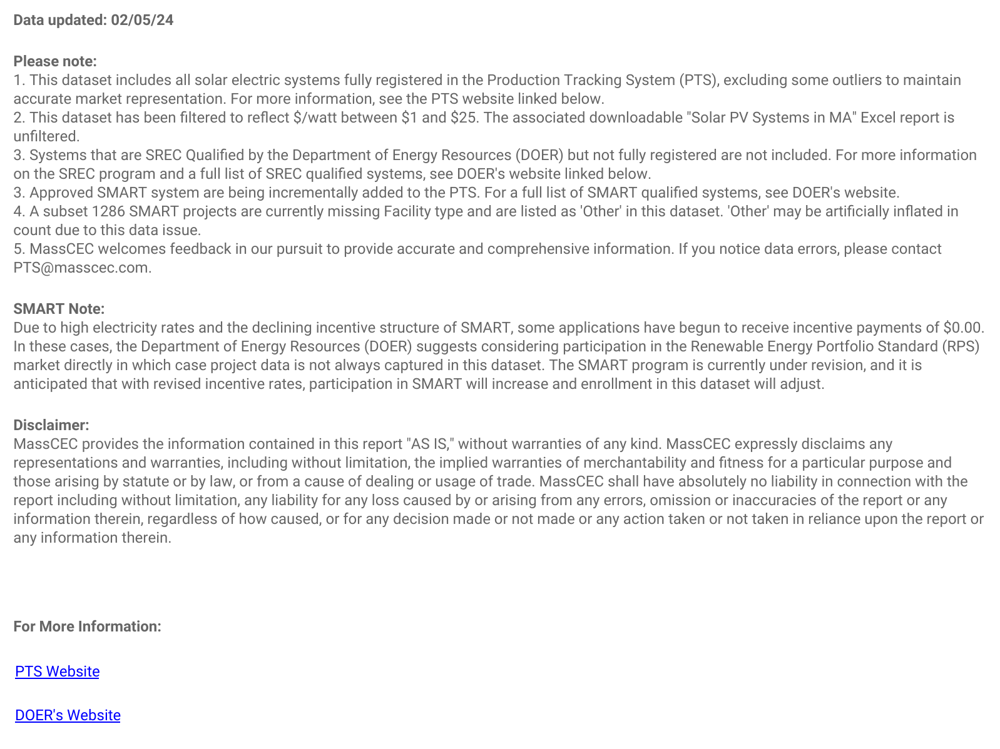 Data updated: 02/05/24
Please note:
1. This dataset includes all solar electric systems fully registered in the Production Tracking System (PTS), excluding some outliers to maintain
accurate market representation. For more information, see the PTS website linked below.
2. This dataset has been filtered to reflect $/watt between $1 and $25. The associated downloadable "Solar PV Systems in MA" Excel report is
unfiltered.
3. Systems that are SREC Qualified by the Department of Energy Resources (DOER) but not fully registered are not included. For more information
on the SREC program and a full list of SREC qualified systems, see DOER's website linked below.
3. Approved SMART system are being incrementally added to the PTS. For a full list of SMART qualified systems, see DOER's website.
4. A subset 1286 SMART projects are currently missing Facility type and are listed as 'Other' in this dataset. 'Other' may be artificially inflated in
count due to this data issue.
5. MassCEC welcomes feedback in our pursuit to provide accurate and comprehensive information. If you notice data errors, please contact
PTS@masscec.com.
SMART Note:
Due to high electricity rates and the declining incentive structure of SMART, some applications have begun to receive incentive payments of $0.00.
In these cases, the Department of Energy Resources (DOER) suggests considering participation in the Renewable Energy Portfolio Standard (RPS)
market directly in which case project data is not always captured in this dataset. The SMART program is currently under revision, and it is
anticipated that with revised incentive rates, participation in SMART will increase and enrollment in this dataset will adjust.
Disclaimer:
MassCEC provides the information contained in this report "AS IS," without warranties of any kind. MassCEC expressly disclaims any
representations and warranties, including without limitation, the implied warranties of merchantability and fitness for a particular purpose and
those arising by statute or by law, or from a cause of dealing or usage of trade. MassCEC shall have absolutely no liability in connection with the
report including without limitation, any liability for any loss caused by or arising from any errors, omission or inaccuracies of the report or any
information therein, regardless of how caused, or for any decision made or not made or any action taken or not taken in reliance upon the report or
any information therein.
For More Information:
PTS Website
DOER's Website